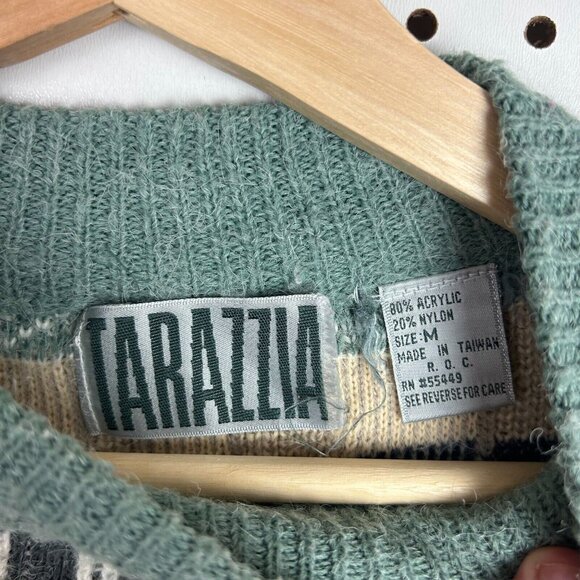 TARAZZIA
80% ACRYLIC
20% NYLON
SIZE: M
MADE IN TAIWAN
R. O. C.
RN #55449
SEE REVERSE FOR CARE